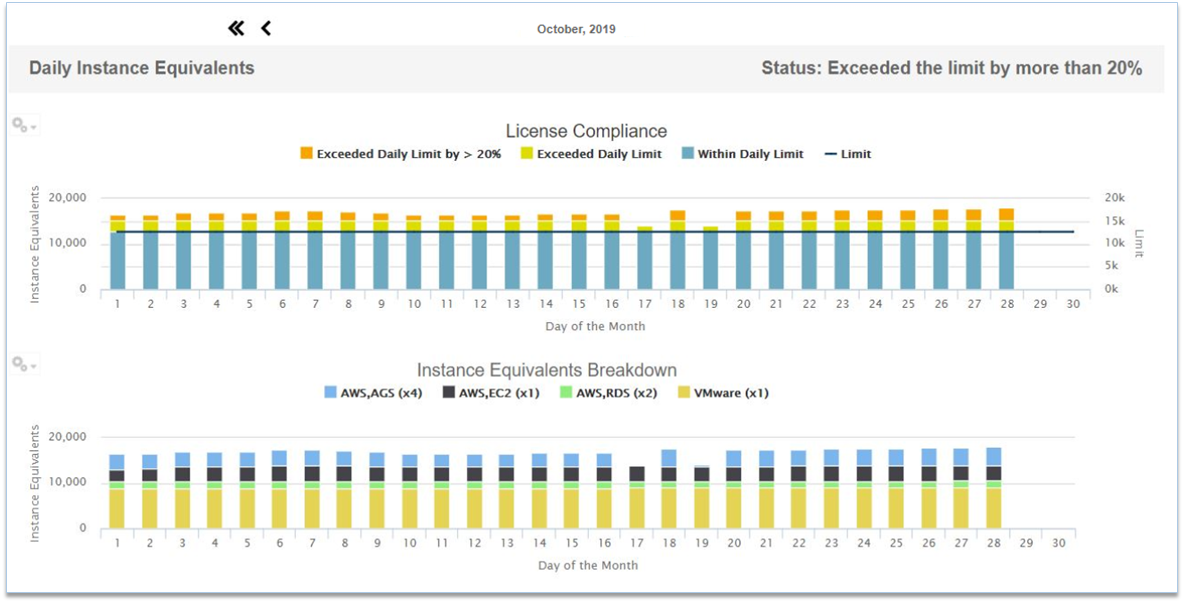 October, 2019
Daily Instance Equivalents Status: Exceeded the limit by more than 20%
License Compliance
Exceeded Daily Limit by > 20% Exceeded Daily Limit Within Daily Limit Limit
Instance Equivalents
20,000
10,000
0
20k
15k
10k
5k
0k
Limit
1 2 3 4 5 6 7 8 9 10 11 12 13 14 15 16 17 18 19 20 21 22 23 24 25 26 27 28 29 30
Day of the Month
Instance Equivalents Breakdown
AWS,AGS (x4) AWS,EC2 (x1) AWS,RDS (x2) VMware (x1)
Instance Equivalents
20,000
10,000
0
1 2 3 4 5 6 7 8 9 10 11 12 13 14 15 16 17 18 19 20 21 22 23 24 25 26 27 28 29 30
Day of the Month